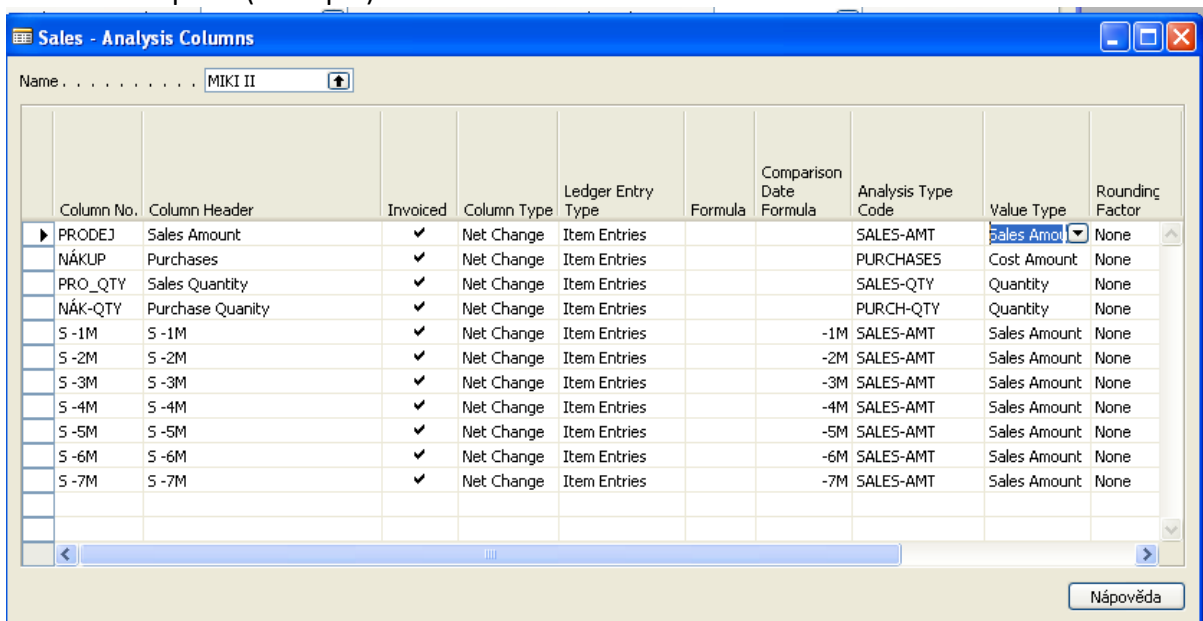 Sales - Analysis Columns
Name . . . . . . . . . . MIKI II
Column No. Column Header Invoiced Column Type Ledger Entry Type Formula Comparison Date Formula Analysis Type Code Value Type Rounding Factor
PRODEJ Sales Amount ✔ Net Change Item Entries SALES-AMT Sales Amou None
NÁKUP Purchases ✔ Net Change Item Entries PURCHASES Cost Amount None
PRO_QTY Sales Quantity ✔ Net Change Item Entries SALES-QTY Quantity None
NÁK-QTY Purchase Quanity ✔ Net Change Item Entries PURCH-QTY Quantity None
S -1M S -1M ✔ Net Change Item Entries -1M SALES-AMT Sales Amount None
S -2M S -2M ✔ Net Change Item Entries -2M SALES-AMT Sales Amount None
S -3M S -3M ✔ Net Change Item Entries -3M SALES-AMT Sales Amount None
S -4M S -4M ✔ Net Change Item Entries -4M SALES-AMT Sales Amount None
S -5M S -5M ✔ Net Change Item Entries -5M SALES-AMT Sales Amount None
S -6M S -6M ✔ Net Change Item Entries -6M SALES-AMT Sales Amount None
S -7M S -7M ✔ Net Change Item Entries -7M SALES-AMT Sales Amount None
Nápověda